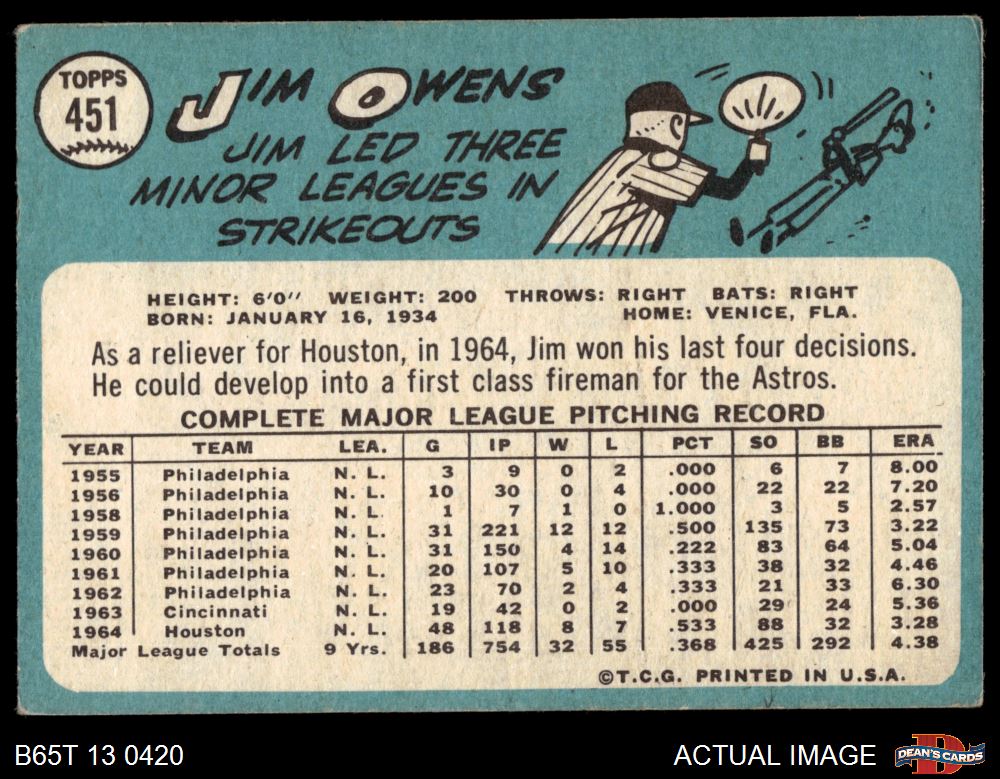 TOPPS
451
JIM OWENS
JIM LED THREE
MINOR LEAGUES IN
STRIKEOUTS
HEIGHT: 6'0" WEIGHT: 200 THROWS: RIGHT BATS: RIGHT
BORN: JANUARY 16, 1934 HOME: VENICE, FLA.
As a reliever for Houston, in 1964, Jim won his last four decisions.
He could develop into a first class fireman for the Astros.
COMPLETE MAJOR LEAGUE PITCHING RECORD
YEAR TEAM LEA. G IP W L PCT SO BB ERA
1955 Philadelphia N. L. 3 9 0 2 .000 6 7 8.00
1956 Philadelphia N. L. 10 30 0 4 .000 22 22 7.20
1958 Philadelphia N. L. 1 7 1 0 1.000 3 5 2.57
1959 Philadelphia N. L. 31 221 12 12 .500 135 73 3.22
1960 Philadelphia N. L. 31 150 4 14 .222 83 64 5.04
1961 Philadelphia N. L. 20 107 5 10 .333 38 32 4.46
1962 Philadelphia N. L. 23 70 2 4 .333 21 33 6.30
1963 Cincinnati N. L. 19 42 0 2 .000 29 24 5.36
1964 Houston N. L. 48 118 8 7 .533 88 32 3.28
Major League Totals 9 Yrs. 186 754 32 55 .368 425 292 4.38
©T.C.G. PRINTED IN U.S.A.
B65T 13 0420 ACTUAL IMAGE
D
DEAN'S CARDS